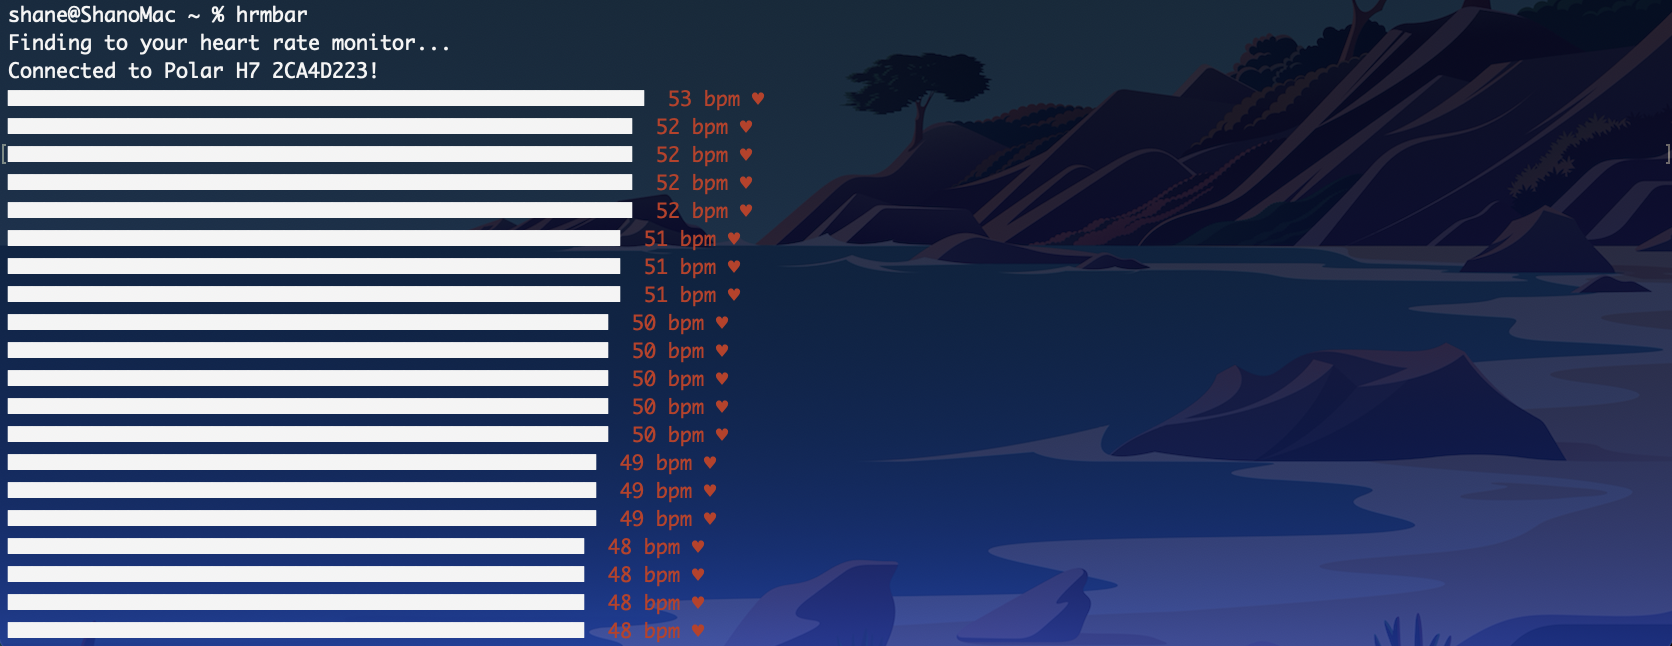 shane@ShanoMac ~ % hrmbar
Finding to your heart rate monitor...
Connected to Polar H7 2CA4D223!
53 bpm ♥
52 bpm ♥
52 bpm ♥
52 bpm ♥
52 bpm ♥
51 bpm ♥
51 bpm ♥
51 bpm ♥
50 bpm ♥
50 bpm ♥
50 bpm ♥
50 bpm ♥
50 bpm ♥
49 bpm ♥
49 bpm ♥
49 bpm ♥
48 bpm ♥
48 bpm ♥
48 bpm ♥
48 bpm ♥